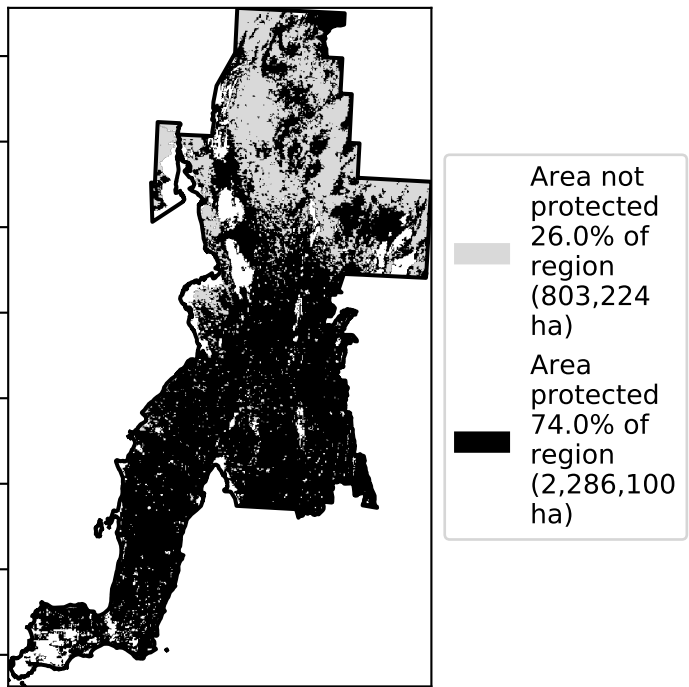 Area not
protected
26.0% of
region
(803,224
ha)
Area
protected
74.0% of
region
(2,286,100
ha)